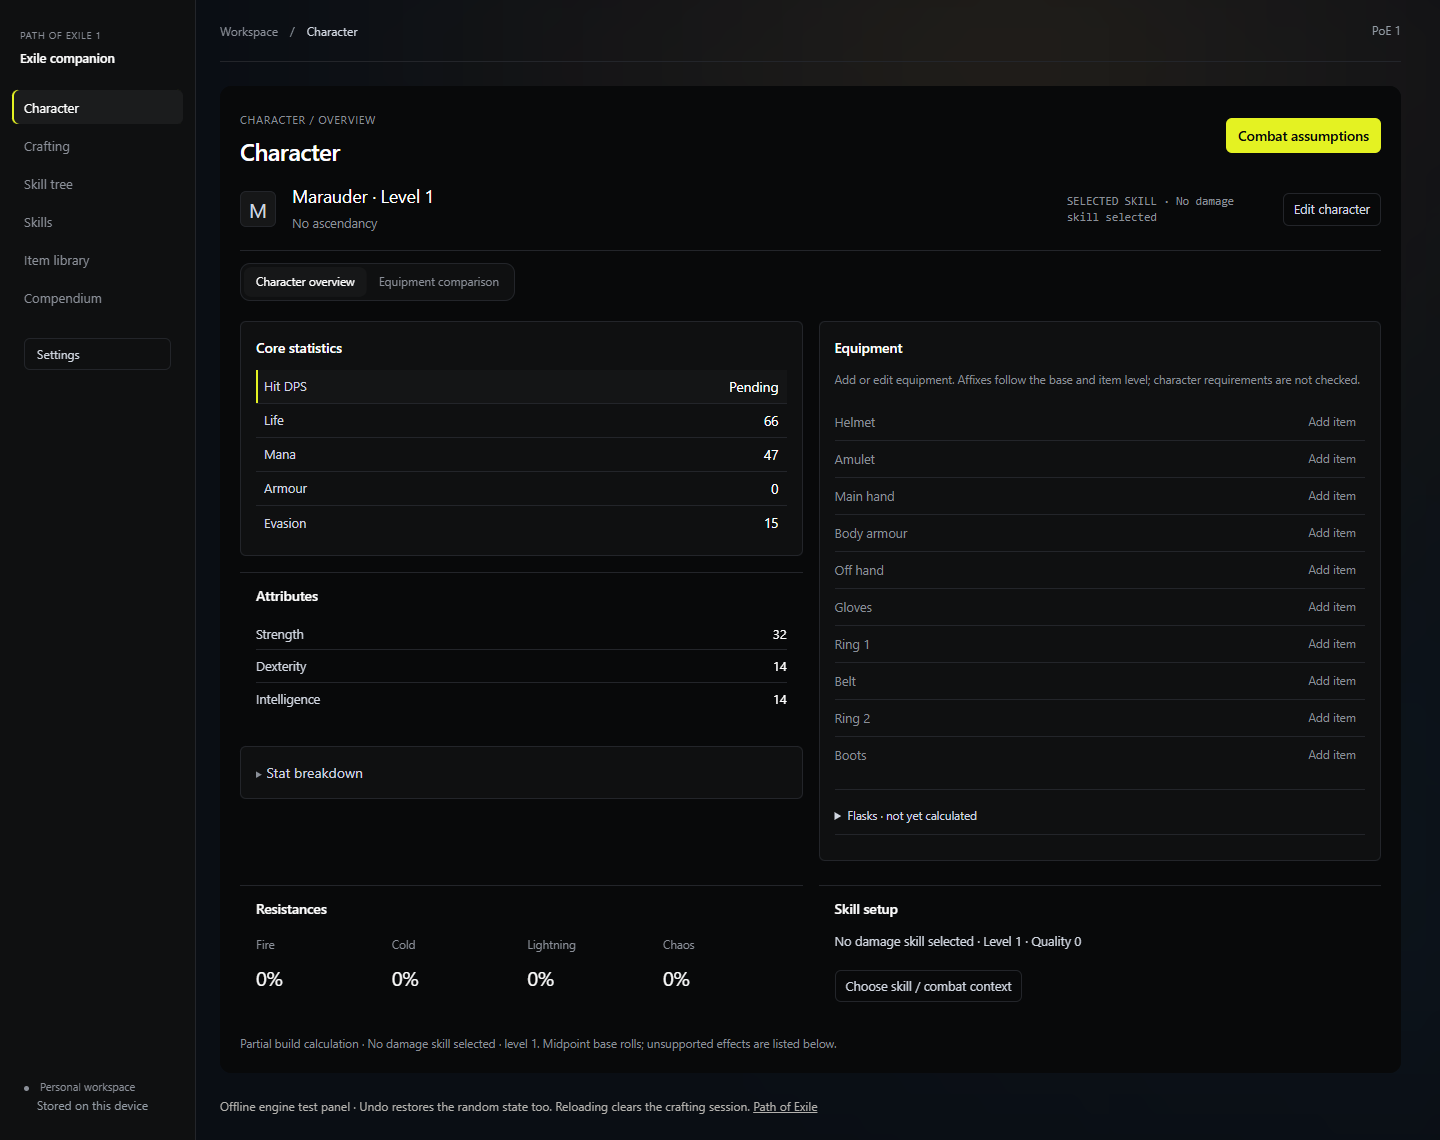 PATH OF EXILE 1
Exile companion
Character
Crafting
Skill tree
Skills
Item library
Compendium
Settings
Personal workspace
Stored on this device
Workspace / Character
PoE 1
CHARACTER / OVERVIEW
Character
Combat assumptions
M
Marauder · Level 1
No ascendancy
SELECTED SKILL · No damage
skill selected
Edit character
Character overview
Equipment comparison
Core statistics
Hit DPS Pending
Life 66
Mana 47
Armour 0
Evasion 15
Attributes
Strength 32
Dexterity 14
Intelligence 14
▸ Stat breakdown
Equipment
Add or edit equipment. Affixes follow the base and item level; character requirements are not checked.
Helmet Add item
Amulet Add item
Main hand Add item
Body armour Add item
Off hand Add item
Gloves Add item
Ring 1 Add item
Belt Add item
Ring 2 Add item
Boots Add item
▶ Flasks · not yet calculated
Resistances
Fire Cold Lightning Chaos
0% 0% 0% 0%
Skill setup
No damage skill selected · Level 1 · Quality 0
Choose skill / combat context
Partial build calculation · No damage skill selected · level 1. Midpoint base rolls; unsupported effects are listed below.
Offline engine test panel · Undo restores the random state too. Reloading clears the crafting session. Path of Exile